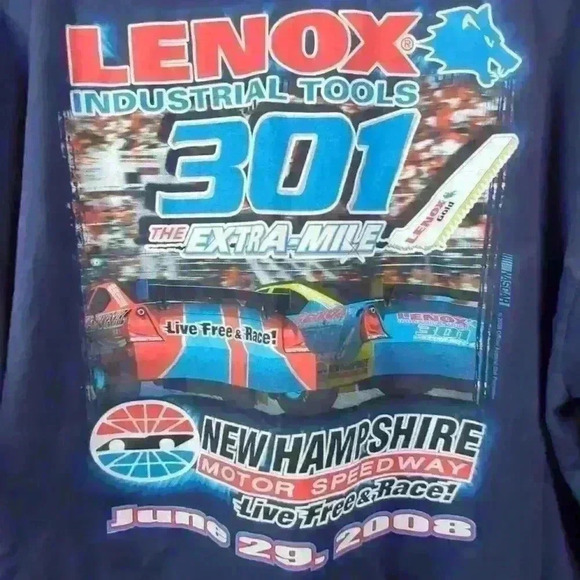 LENOX®
INDUSTRIAL TOOLS
301
THE EXTRA-MILE
LENOX
Gold
NASCAR
Live Free & Race!
LENOX
301
NEW HAMPSHIRE
MOTOR SPEEDWAY
Live Free & Race!
June 29, 2008